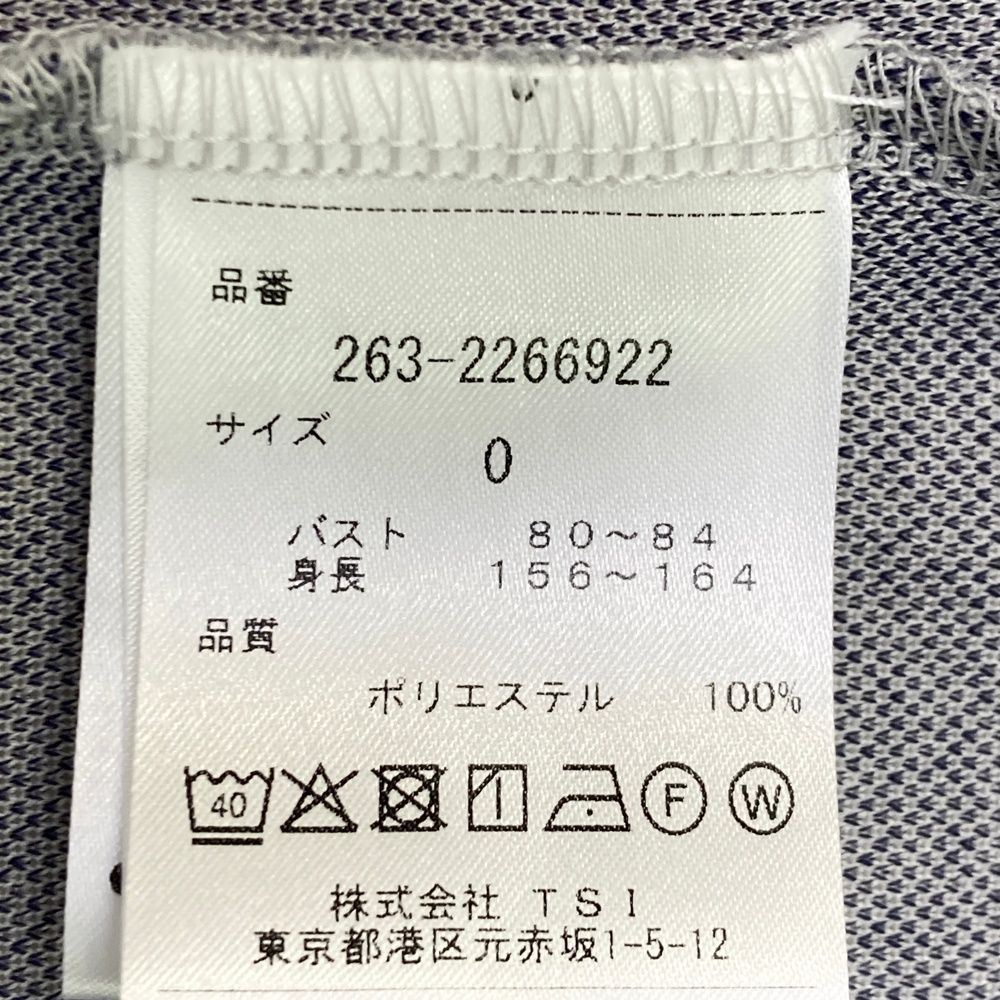 品番
263-2266922
サイズ
0
バスト 80～84
身長 156～164
品質
ポリエステル 100%
40 F W
株式会社 TSI
東京都港区元赤坂1-5-12